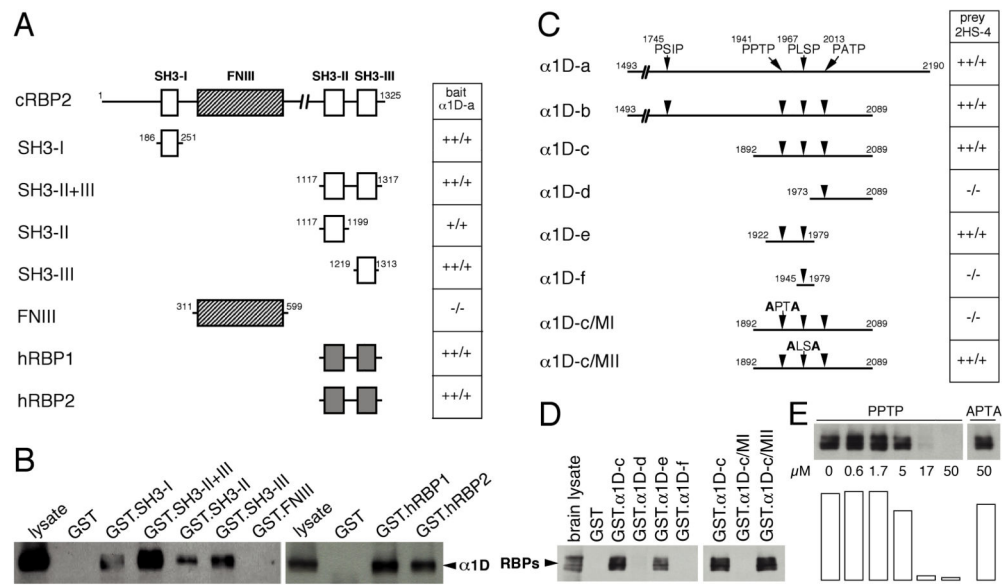 A
SH3-I FNIII SH3-II SH3-III
cRBP2 1 1325
bait
α1D-a
++/+
SH3-I 186 251 ++/+
SH3-II+III 1117 1317 ++/+
SH3-II 1117 1199 +/+
SH3-III 1219 1313 ++/+
FNIII 311 599 -/-
hRBP1 ++/+
hRBP2 ++/+
B
lysate GST GST.SH3-I GST.SH3-II+III GST.SH3-II GST.SH3-III GST.FNIII lysate GST GST.hRBP1 GST.hRBP2
α1D
C
prey
2HS-4
1745 1941 1967 2013
PSIP PPTP PLSP PATP
α1D-a 1493 2190 ++/+
α1D-b 1493 2089 ++/+
α1D-c 1892 2089 ++/+
α1D-d 1973 2089 -/-
α1D-e 1922 1979 ++/+
α1D-f 1945 1979 -/-
APTA
α1D-c/MI 1892 2089 -/-
ALSA
α1D-c/MII 1892 2089 ++/+
D
brain lysate GST GST.α1D-c GST.α1D-d GST.α1D-e GST.α1D-f GST.α1D-c GST.α1D-c/MI GST.α1D-c/MII
RBPs
E
PPTP APTA
µM 0 0.6 1.7 5 17 50 50